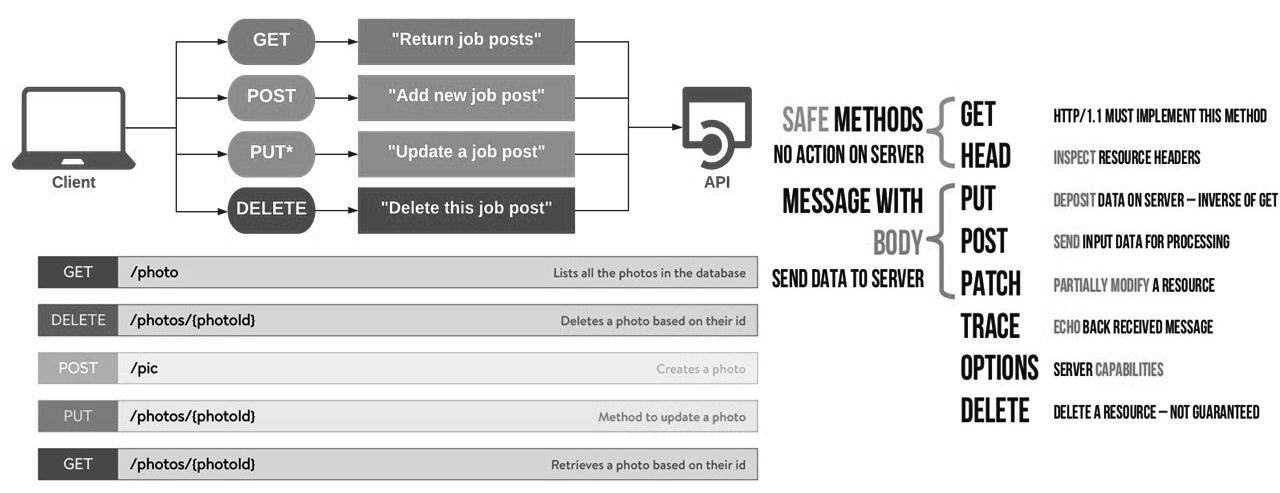 GET "Return job posts"
POST "Add new job post"
PUT* "Update a job post"
DELETE "Delete this job post"
Client
API
GET /photo Lists all the photos in the database
DELETE /photos/{photoId} Deletes a photo based on their id
POST /pic Creates a photo
PUT /photos/{photoId} Method to update a photo
GET /photos/{photoId} Retrieves a photo based on their id
SAFE METHODS
NO ACTION ON SERVER
MESSAGE WITH
BODY
SEND DATA TO SERVER
GET HTTP/1.1 MUST IMPLEMENT THIS METHOD
HEAD INSPECT RESOURCE HEADERS
PUT DEPOSIT DATA ON SERVER – INVERSE OF GET
POST SEND INPUT DATA FOR PROCESSING
PATCH PARTIALLY MODIFY A RESOURCE
TRACE ECHO BACK RECEIVED MESSAGE
OPTIONS SERVER CAPABILITIES
DELETE DELETE A RESOURCE – NOT GUARANTEED